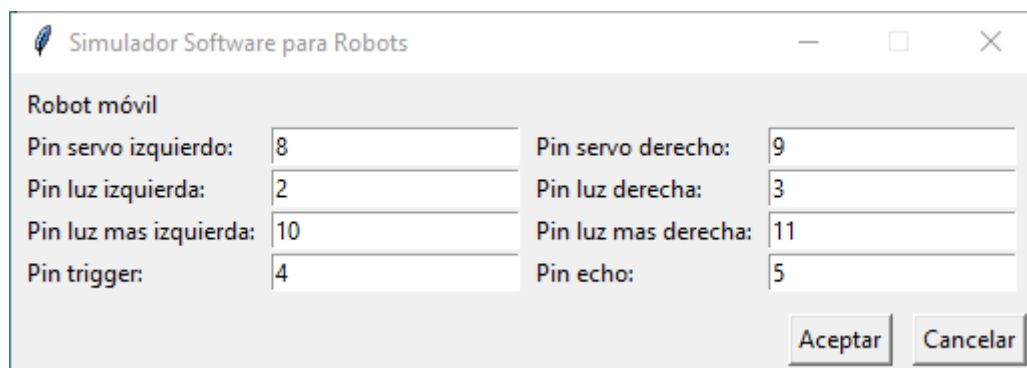 Simulador Software para Robots
Robot móvil
Pin servo izquierdo: 8 Pin servo derecho: 9
Pin luz izquierda: 2 Pin luz derecha: 3
Pin luz mas izquierda: 10 Pin luz mas derecha: 11
Pin trigger: 4 Pin echo: 5
Aceptar Cancelar